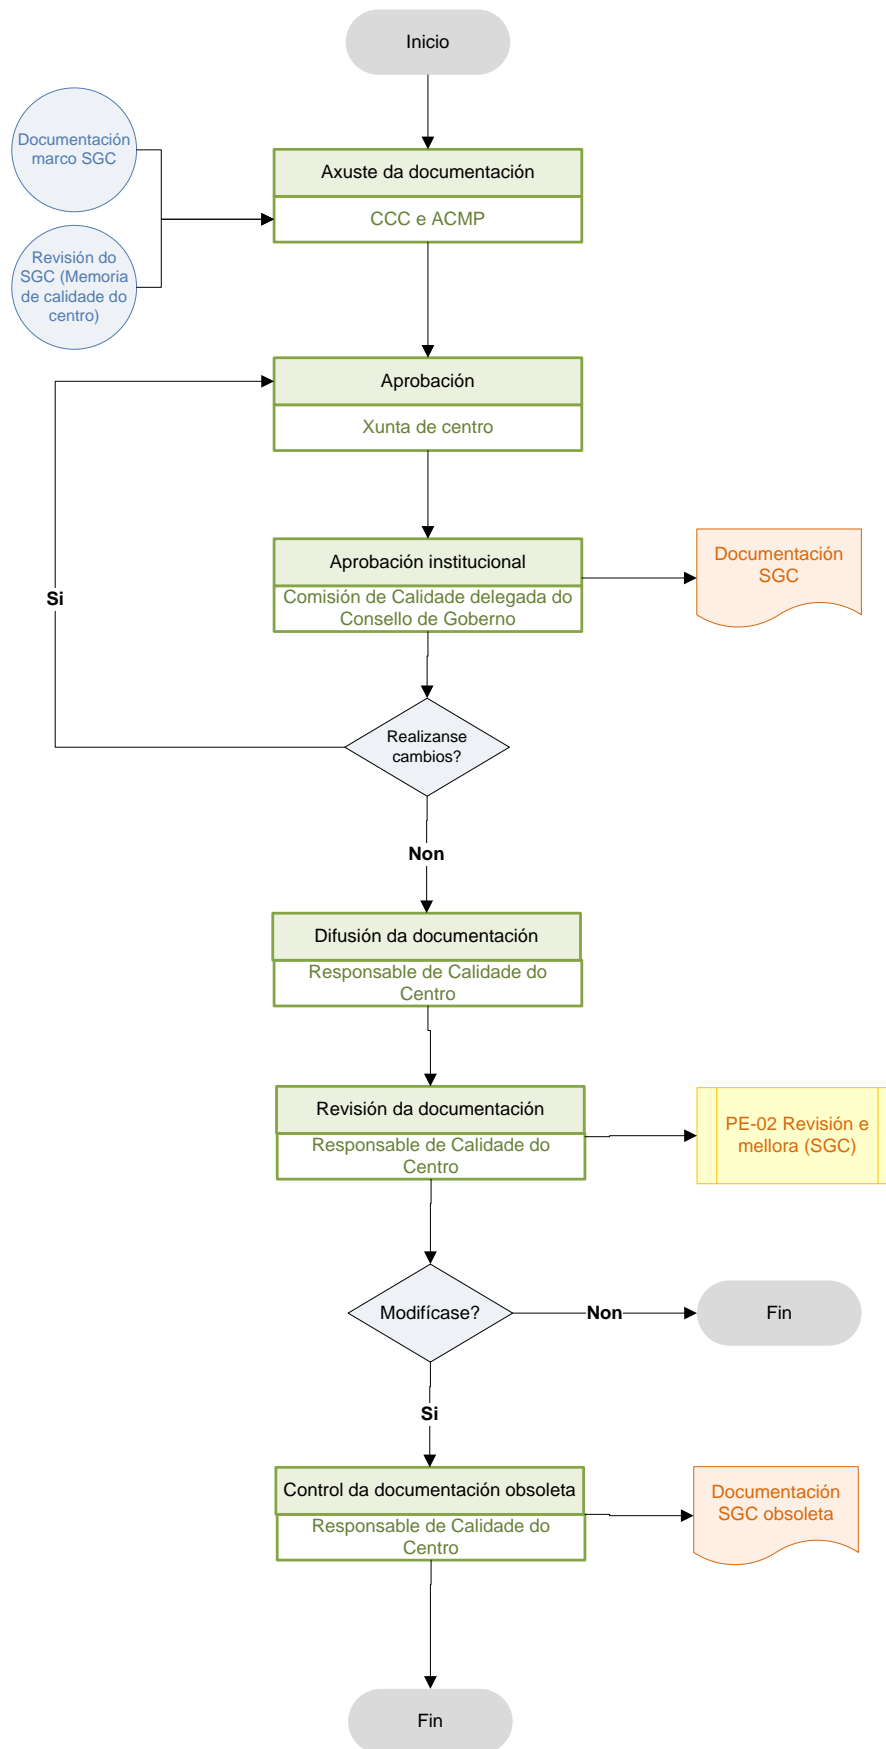 Inicio
Documentación
marco SGC
Axuste da documentación
CCC e ACMP
Revisión do
SGC (Memoria
de calidade do
centro)
Aprobación
Xunta de centro
Aprobación institucional
Comisión de Calidade delegada do
Consello de Goberno
Documentación
SGC
Si
Realizanse
cambios?
Non
Difusión da documentación
Responsable de Calidade do
Centro
Revisión da documentación
Responsable de Calidade do
Centro
PE-02 Revisión e
mellora (SGC)
Modifícase?
Non
Fin
Si
Control da documentación obsoleta
Responsable de Calidade do
Centro
Documentación
SGC obsoleta
Fin